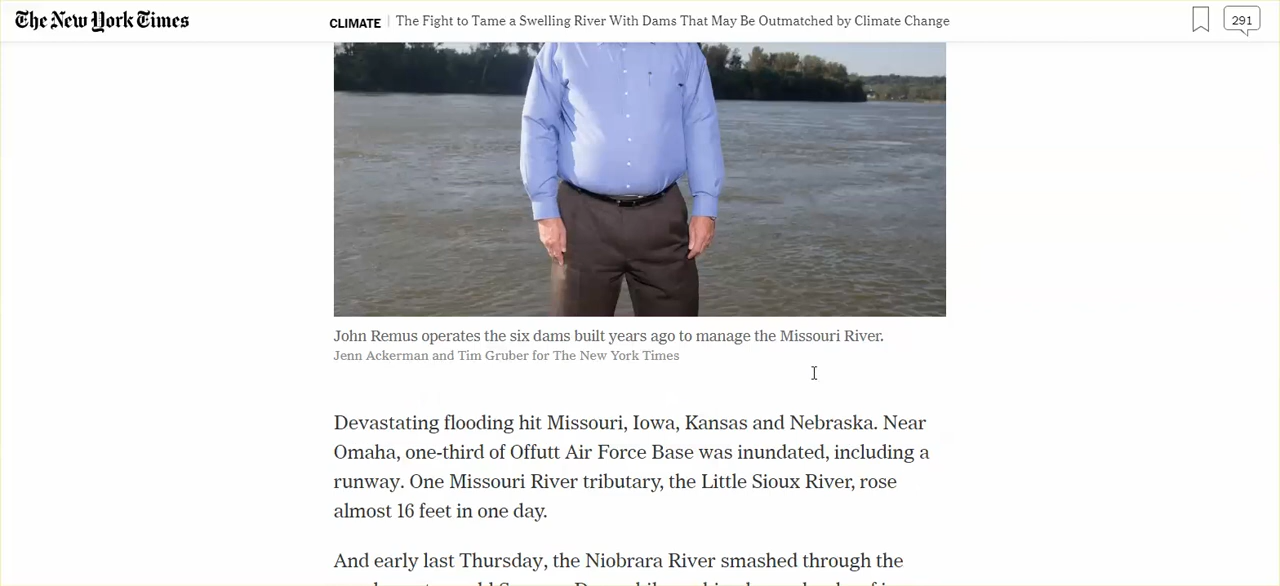 The New York Times
CLIMATE | The Fight to Tame a Swelling River With Dams That May Be Outmatched by Climate Change
291
John Remus operates the six dams built years ago to manage the Missouri River.
Jenn Ackerman and Tim Gruber for The New York Times
Devastating flooding hit Missouri, Iowa, Kansas and Nebraska. Near
Omaha, one-third of Offutt Air Force Base was inundated, including a
runway. One Missouri River tributary, the Little Sioux River, rose
almost 16 feet in one day.
And early last Thursday, the Niobrara River smashed through the